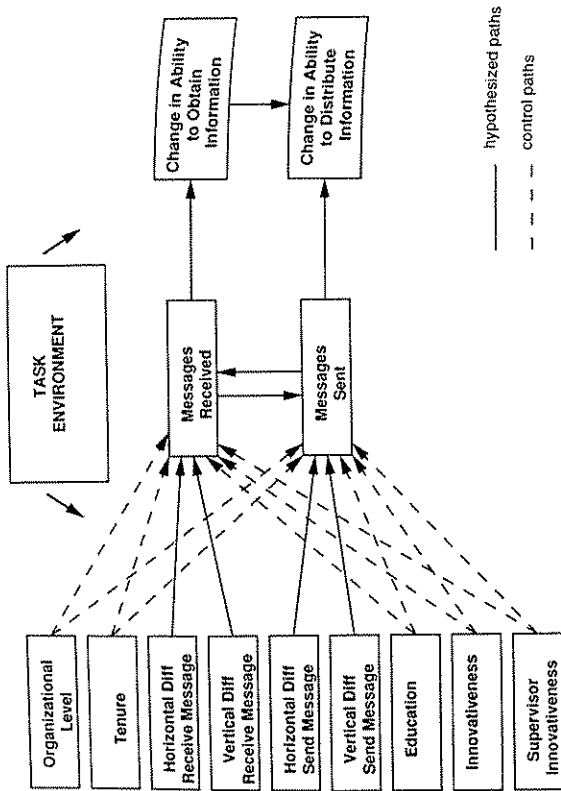 TASK
ENVIRONMENT
Organizational
Level
Tenure
Horizontal Diff
Receive Message
Vertical Diff
Receive Message
Horizontal Diff
Send Message
Vertical Diff
Send Message
Education
Innovativeness
Supervisor
Innovativeness
Messages
Received
Messages
Sent
Change in Ability
to Obtain
Information
Change in Ability
to Distribute
Information
hypothesized paths
control paths